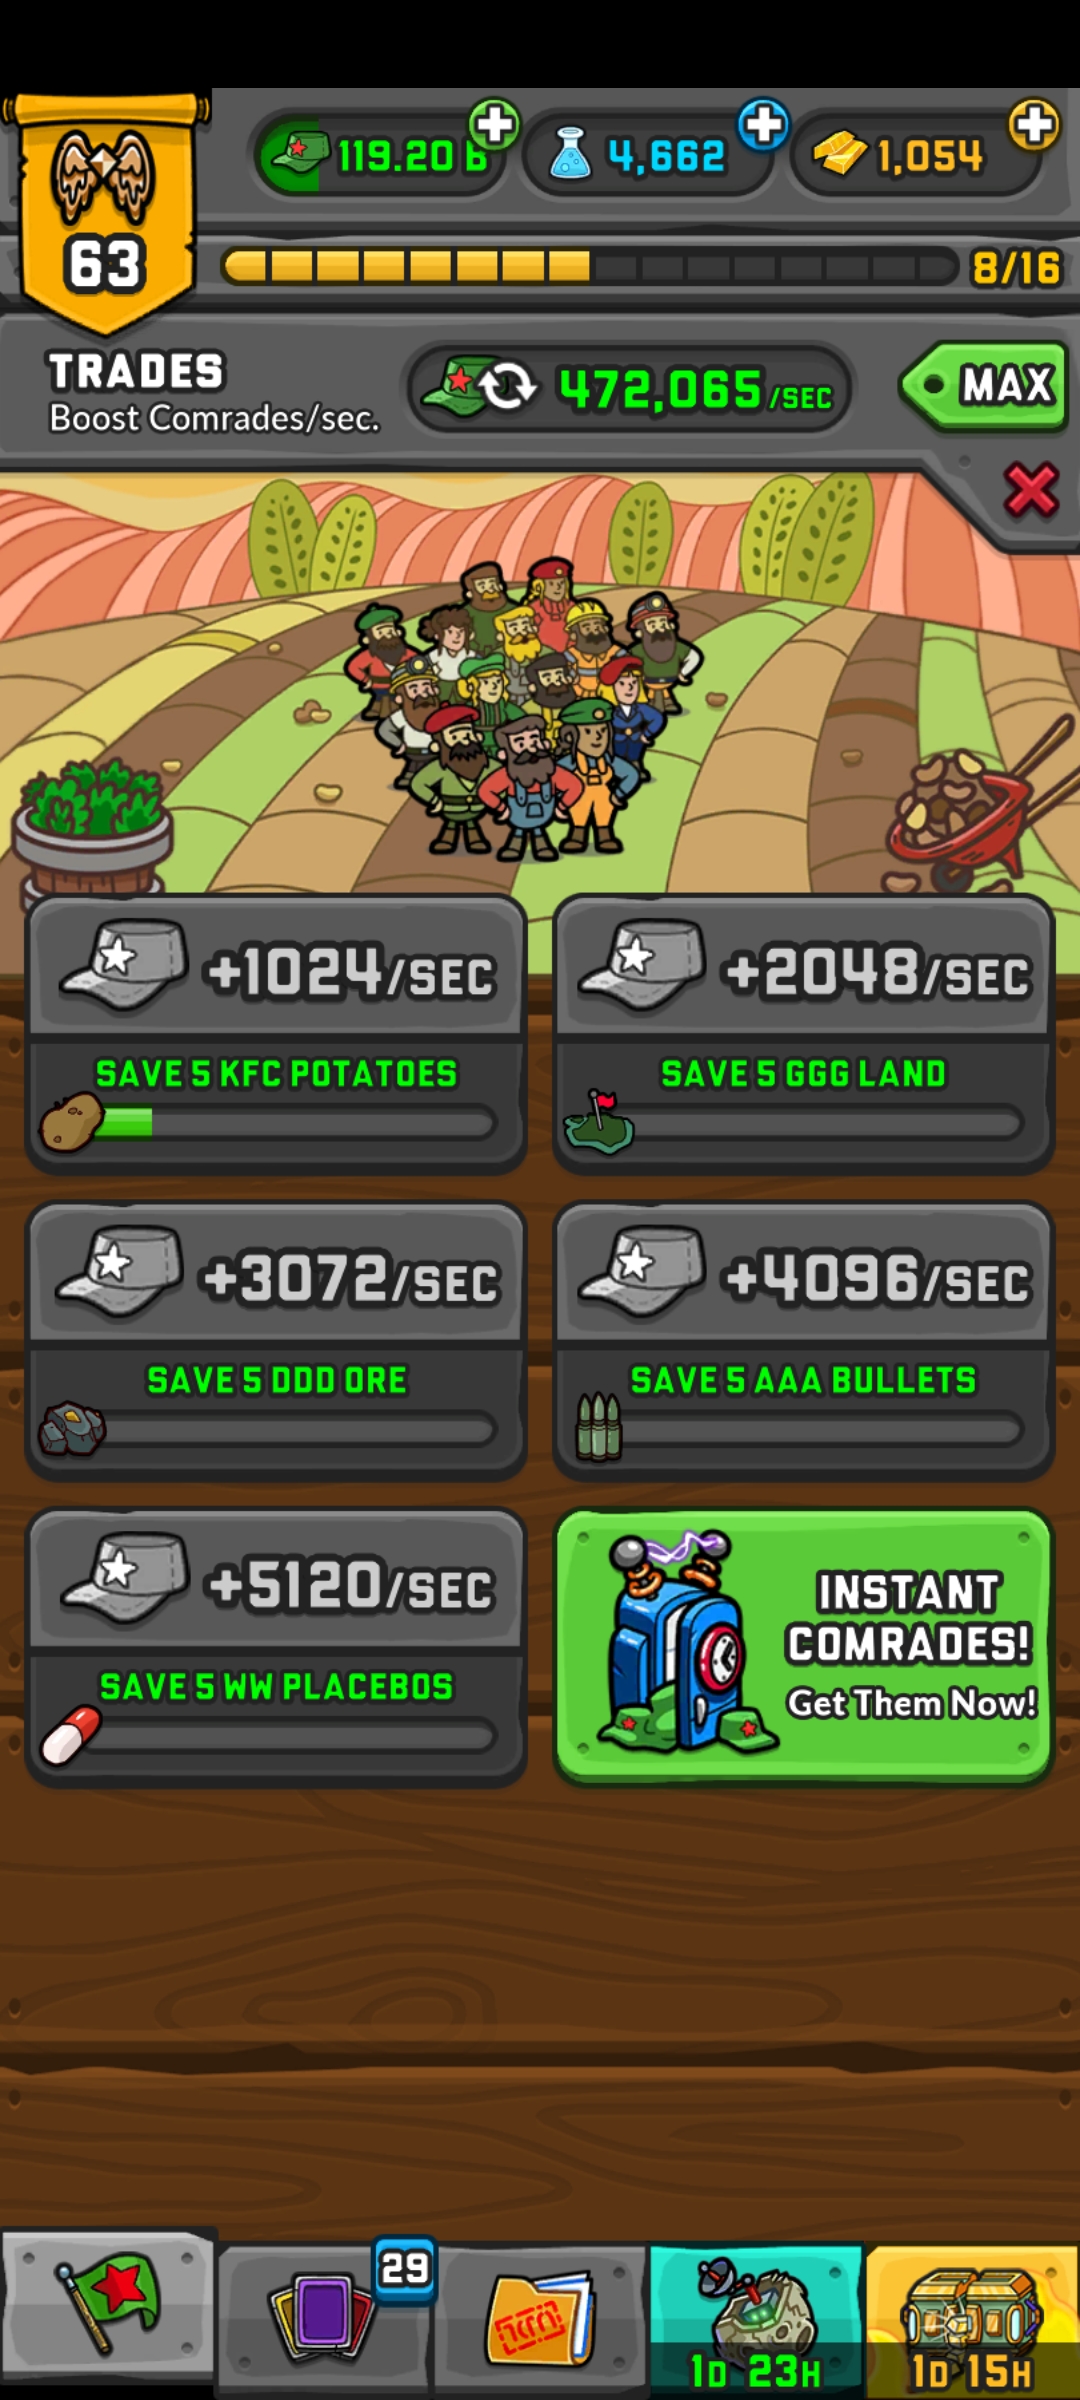 119.20 B
4,662
1,054
63
8/16
TRADES
Boost Comrades/sec.
472,065/SEC
MAX
+1024/SEC
SAVE 5 KFC POTATOES
+2048/SEC
SAVE 5 GGG LAND
+3072/SEC
SAVE 5 DDD ORE
+4096/SEC
SAVE 5 AAA BULLETS
+5120/SEC
SAVE 5 WW PLACEBOS
INSTANT
COMRADES!
Get Them Now!
29
1D 23H
1D 15H